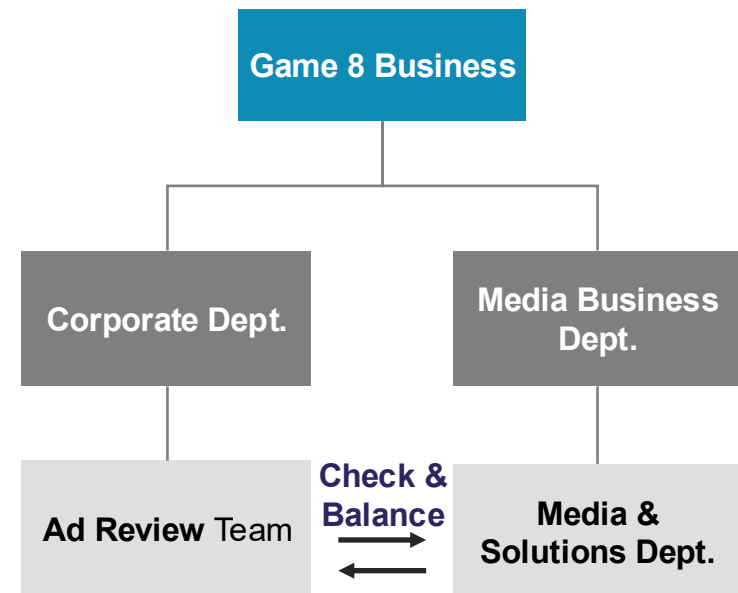 Game 8 Business
Corporate Dept.
Media Business
Dept.
Ad Review Team
Check &
Balance
Media &
Solutions Dept.